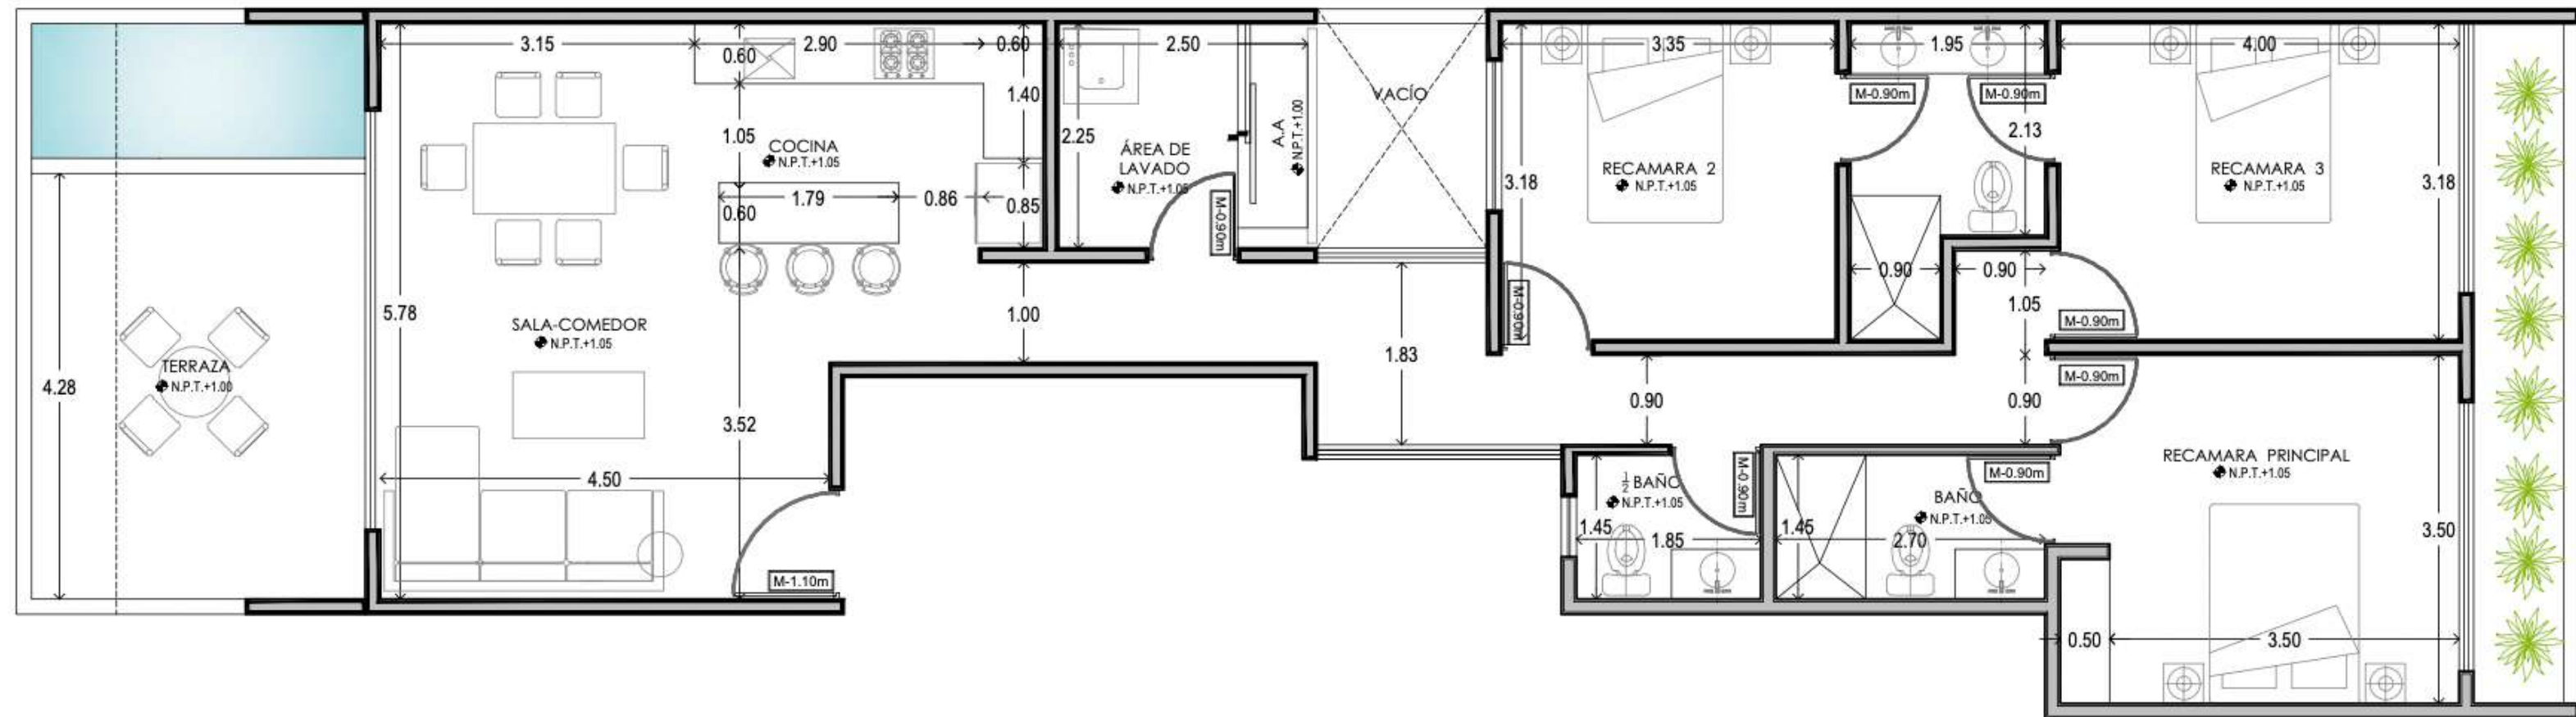 3.15
0.60
2.90
0.60
2.50
3.35
1.95
4.00
1.40
VACÍO
M-0.90m
M-0.90m
1.05
COCINA
N.P.T.+1.05
2.25
ÁREA DE
LAVADO
N.P.T.+1.05
A.A
N.P.T.+1.00
2.13
RECAMARA 2
N.P.T.+1.05
RECAMARA 3
N.P.T.+1.05
3.18
3.18
1.79
0.86
0.85
0.60
M-0.90m
0.90
0.90
5.78
SALA-COMEDOR
N.P.T.+1.05
1.00
M-0.90m
1.05
M-0.90m
1.83
TERRAZA
N.P.T.+1.00
4.28
M-0.90m
0.90
0.90
3.52
RECAMARA PRINCIPAL
N.P.T.+1.05
4.50
M-0.90m
½ BAÑO
N.P.T.+1.05
M-0.90m
BAÑO
N.P.T.+1.05
1.45
1.85
1.45
2.70
3.50
M-1.10m
0.50
3.50